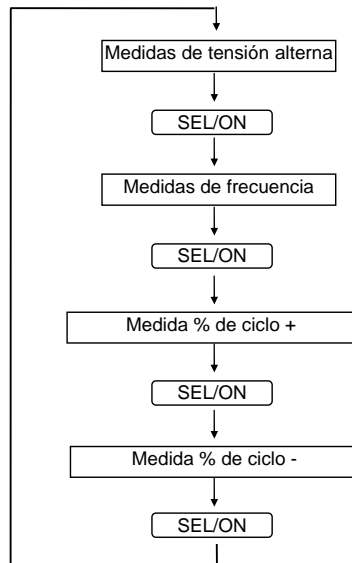 Medidas de tensión alterna
SEL/ON
Medidas de frecuencia
SEL/ON
Medida % de ciclo +
SEL/ON
Medida % de ciclo -
SEL/ON